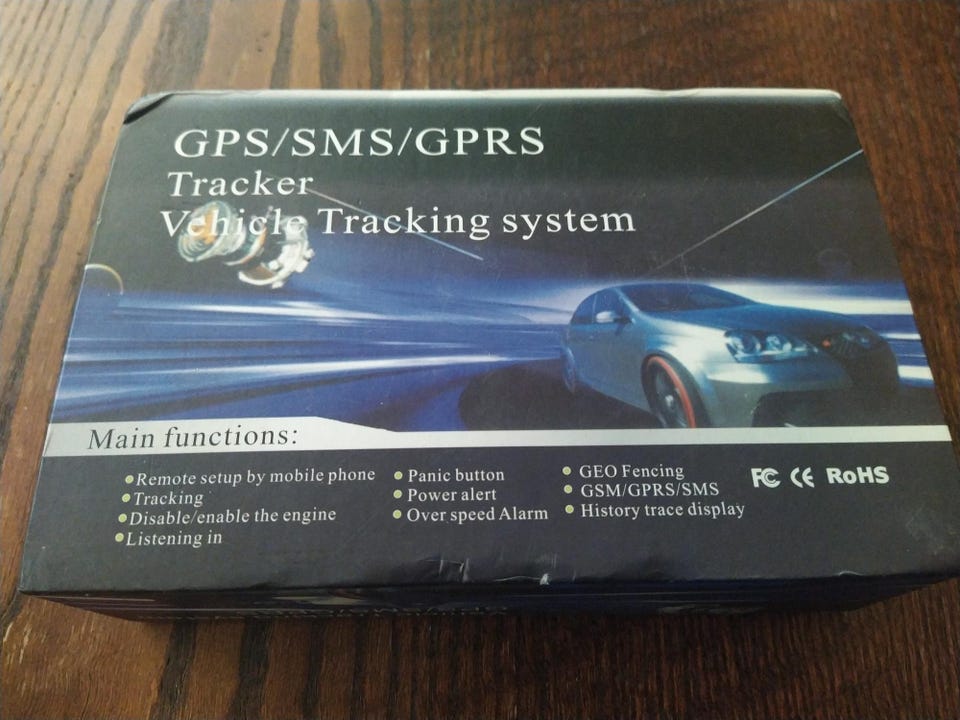 GPS/SMS/GPRS
Tracker
Vehicle Tracking system
Main functions:
Remote setup by mobile phone
Tracking
Disable/enable the engine
Listening in
Panic button
Power alert
Over speed Alarm
GEO Fencing
GSM/GPRS/SMS
History trace display
FC CE RoHS